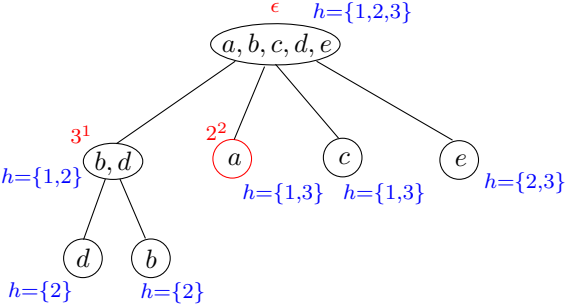 ϵ h={1,2,3}
a, b, c, d, e
3¹ 2²
b, d a c e
h={1,2} h={1,3} h={1,3} h={2,3}
d b
h={2} h={2}